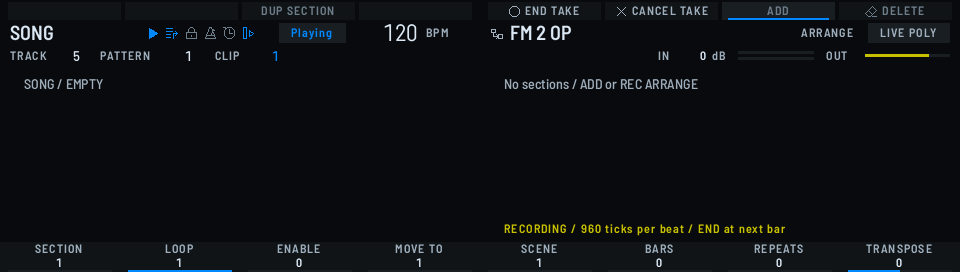 DUP SECTION
END TAKE
CANCEL TAKE
ADD
DELETE
SONG
Playing
120 BPM
FM 2 OP
ARRANGE
LIVE POLY
TRACK 5 PATTERN 1 CLIP 1
IN 0 dB OUT
SONG / EMPTY
No sections / ADD or REC ARRANGE
RECORDING / 960 ticks per beat / END at next bar
SECTION LOOP ENABLE MOVE TO SCENE BARS REPEATS TRANSPOSE
1 1 0 1 1 0 0 0